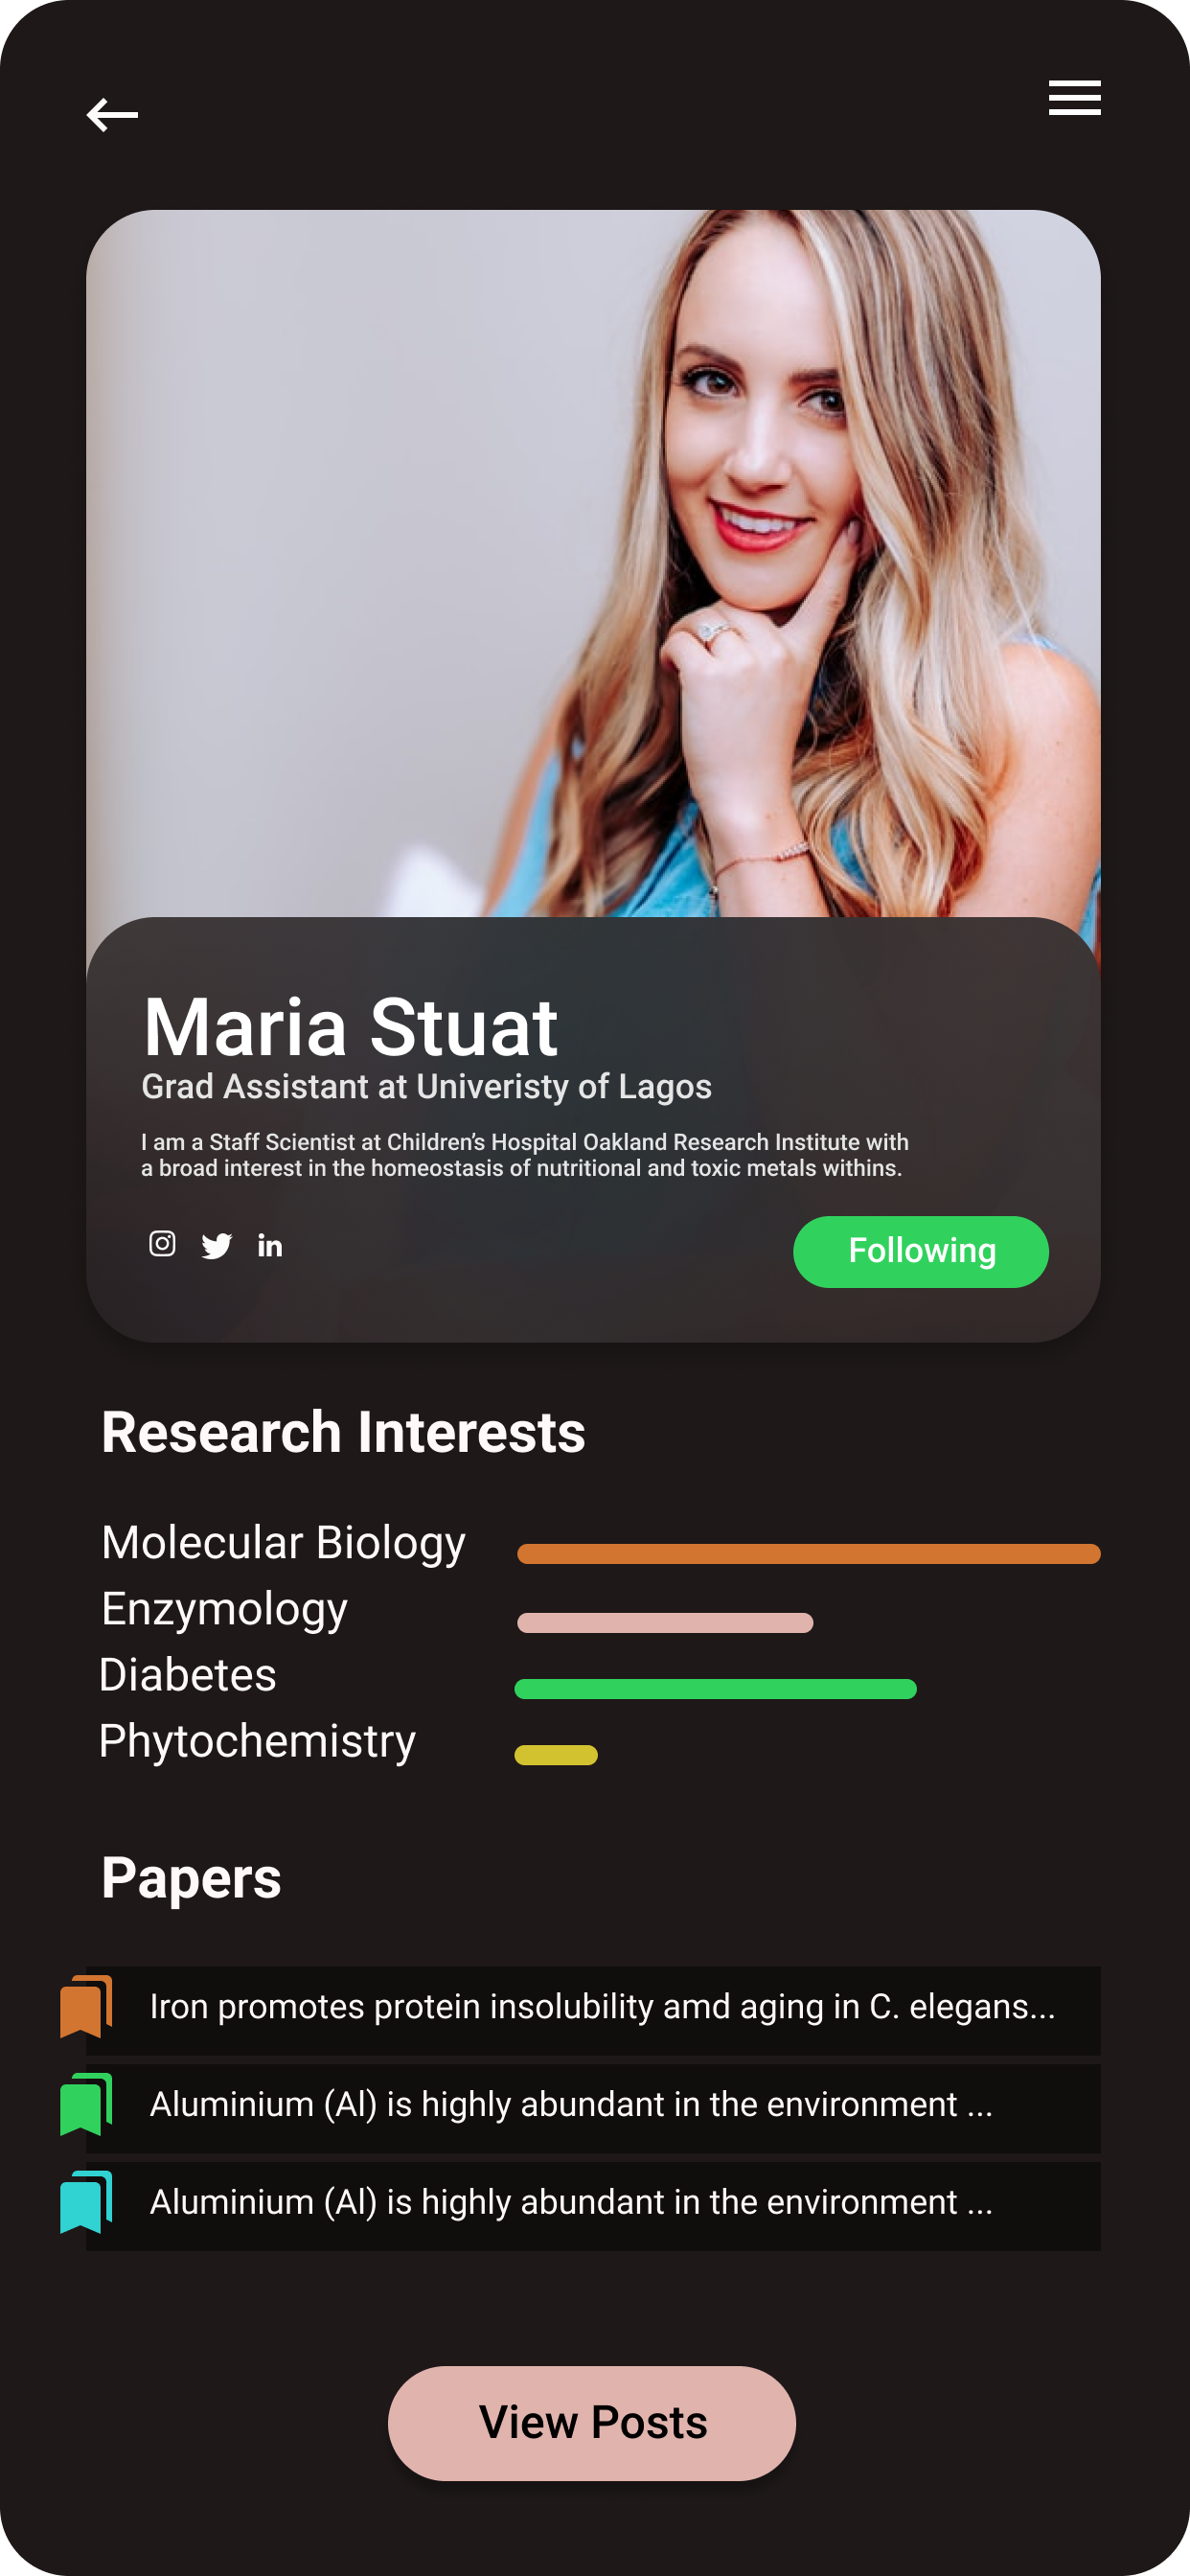 Maria Stuat
Grad Assistant at Univeristy of Lagos
I am a Staff Scientist at Children’s Hospital Oakland Research Institute with
a broad interest in the homeostasis of nutritional and toxic metals withins.
in
Following
Research Interests
Molecular Biology
Enzymology
Diabetes
Phytochemistry
Papers
Iron promotes protein insolubility amd aging in C. elegans...
Aluminium (Al) is highly abundant in the environment ...
Aluminium (Al) is highly abundant in the environment ...
View Posts